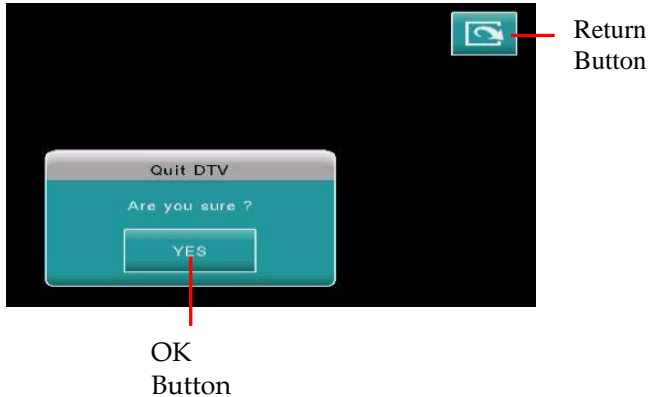 Return
Button
Quit DTV
Are you sure ?
YES
OK
Button